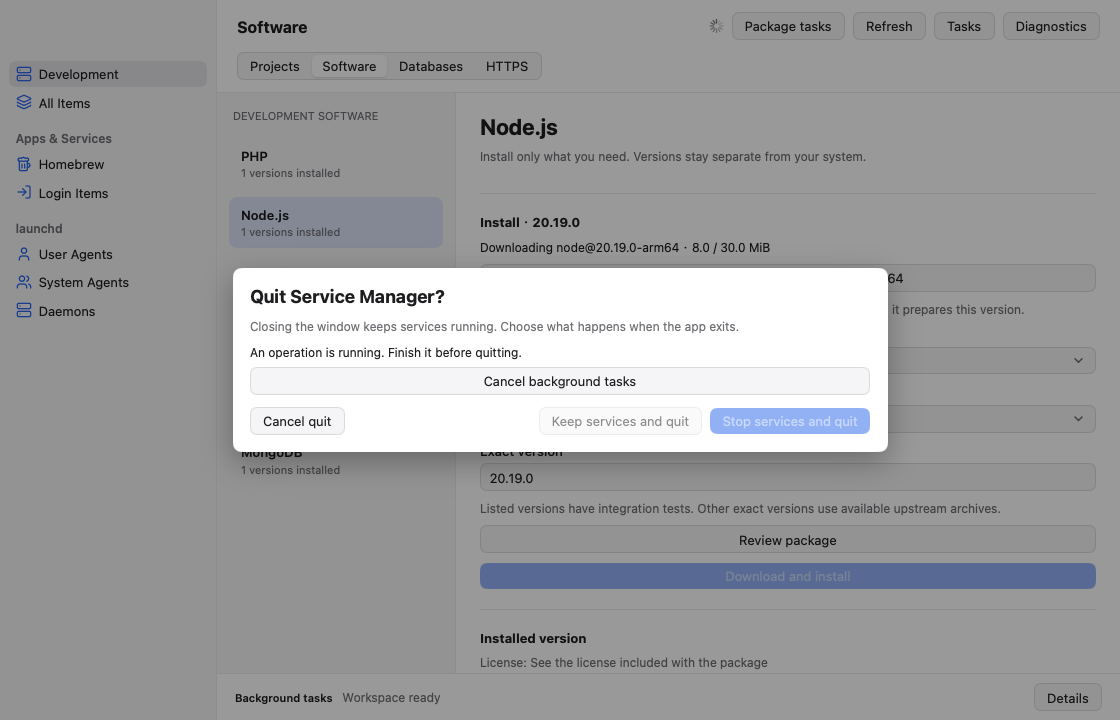 Software
Package tasks
Refresh
Tasks
Diagnostics
Projects
Software
Databases
HTTPS
Development
All Items
Apps & Services
Homebrew
Login Items
launchd
User Agents
System Agents
Daemons
DEVELOPMENT SOFTWARE
PHP
1 versions installed
Node.js
1 versions installed
MongoDB
1 versions installed
Node.js
Install only what you need. Versions stay separate from your system.
Install · 20.19.0
Downloading node@20.19.0-arm64 · 8.0 / 30.0 MiB
64
it prepares this version.
Quit Service Manager?
Closing the window keeps services running. Choose what happens when the app exits.
An operation is running. Finish it before quitting.
Cancel background tasks
Cancel quit
Keep services and quit
Stop services and quit
Exact version
20.19.0
Listed versions have integration tests. Other exact versions use available upstream archives.
Review package
Download and install
Installed version
License: See the license included with the package
Background tasks
Workspace ready
Details